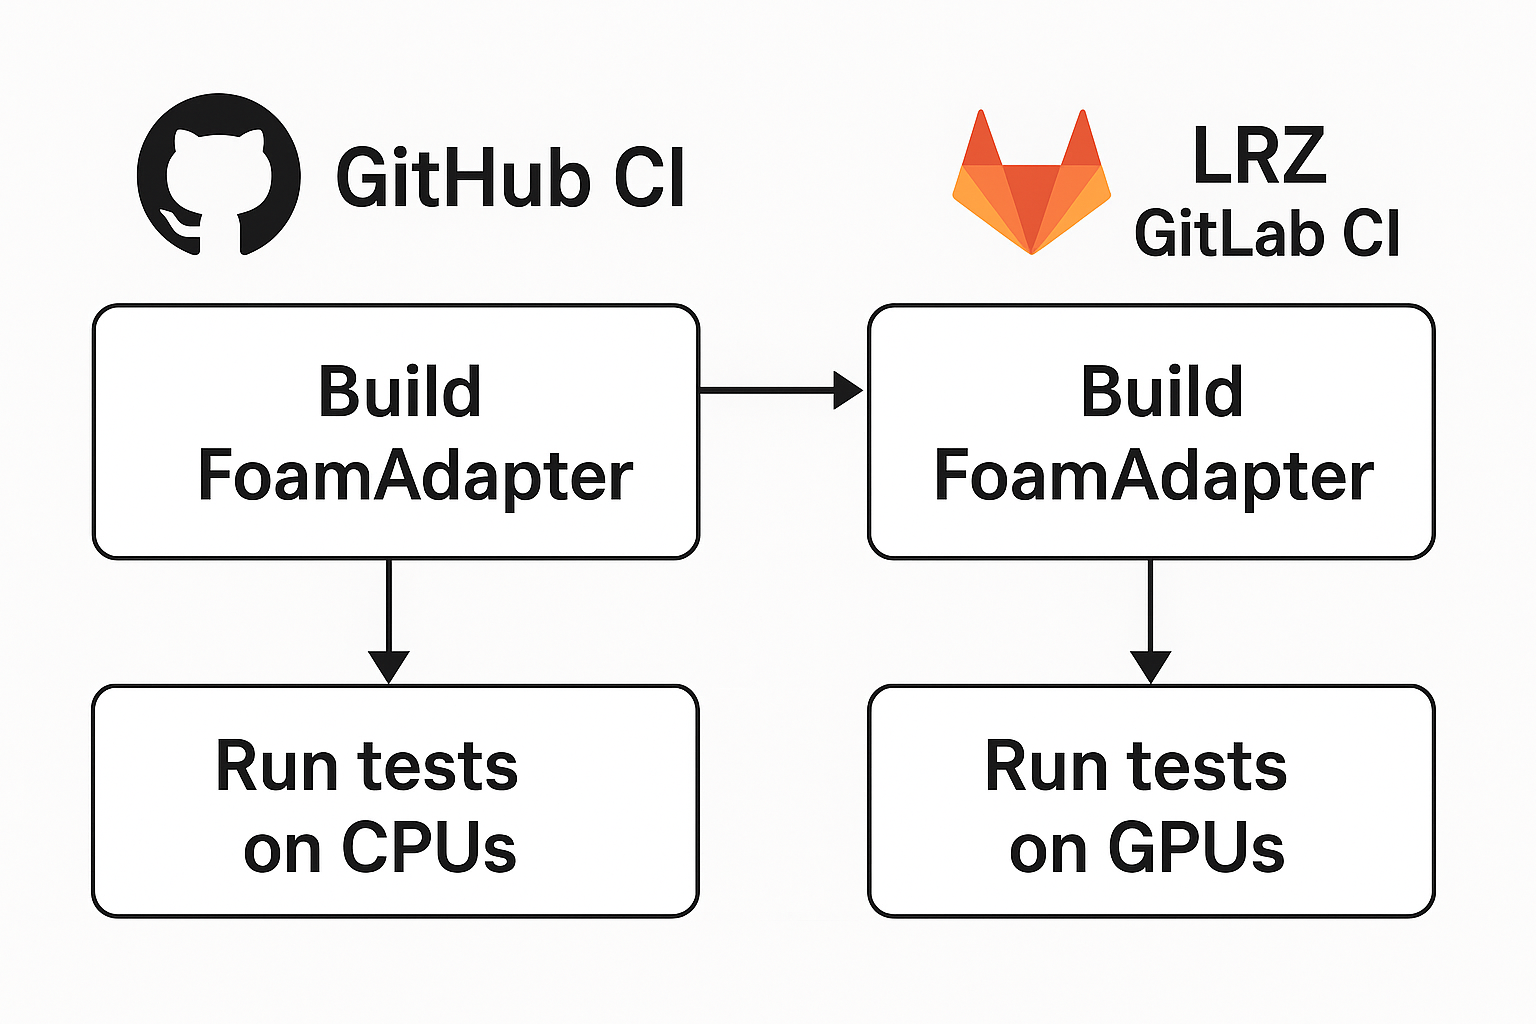 GitHub CI
LRZ
GitLab CI
Build
FoamAdapter
Build
FoamAdapter
Run tests
on CPUs
Run tests
on GPUs